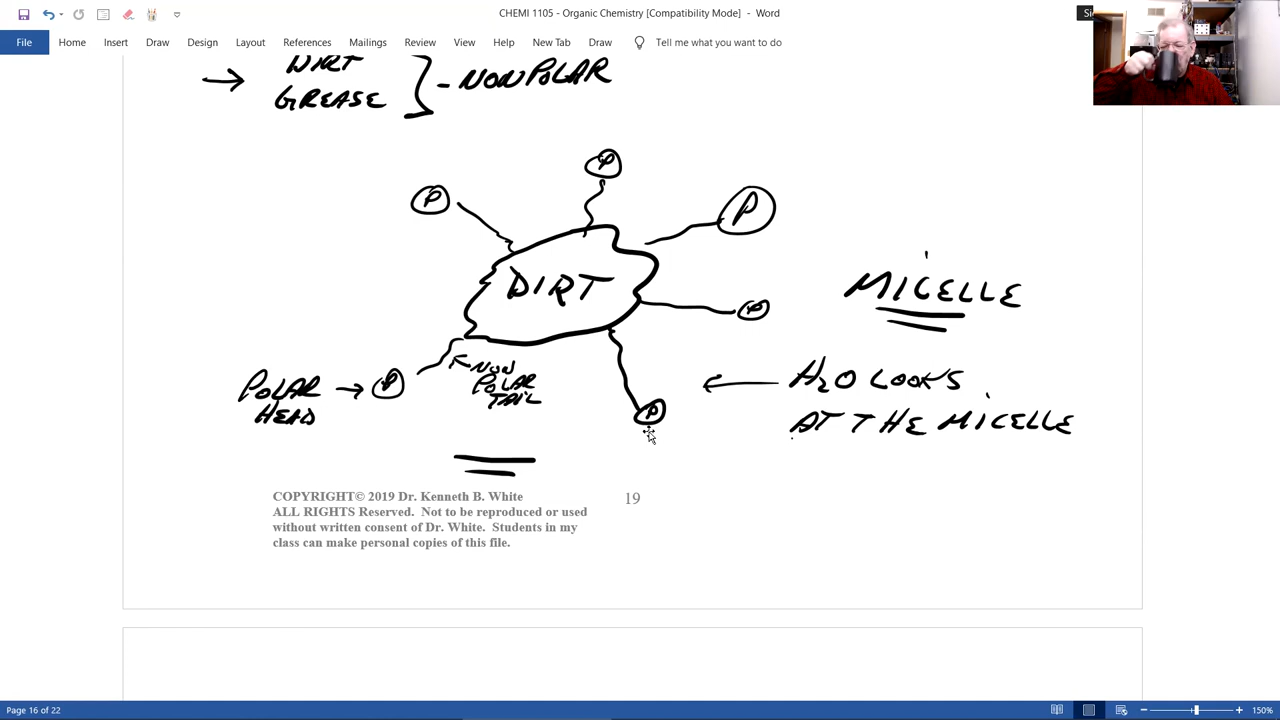 CHEMI 1105 - Organic Chemistry [Compatibility Mode] - Word
File Home Insert Draw Design Layout References Mailings Review View Help New Tab Draw Tell me what you want to do
DIRT
→ GREASE } - NONPOLAR
P
P
P
DIRT
MICELLE
P
NON
POLAR
TAIL
POLAR → P
HEAD
P
← H2O LOOKS
AT THE MICELLE
COPYRIGHT© 2019 Dr. Kenneth B. White
19
ALL RIGHTS Reserved. Not to be reproduced or used
without written consent of Dr. White. Students in my
class can make personal copies of this file.
Page 16 of 22
150%